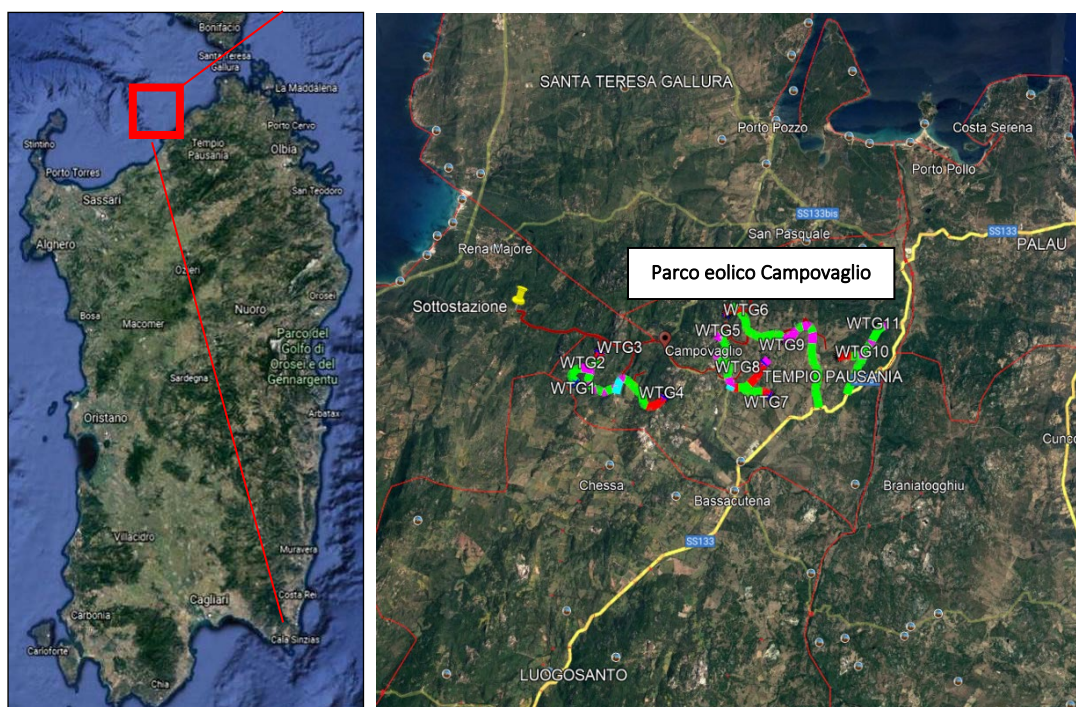 Bonifacio
Santa Teresa
Gallura
La Maddalena
Porto Cervo
Olbia
Tempio
Pausania
Stintino
Porto Torres
Sassari
San Teodoro
Alghero
Ozieri
Nuoro
Orosei
Bosa
Macomer
Parco del
Golfo di
Orosei e del
Gennargentu
Sardegna
Oristano
Arbatax
Villacidro
Muravera
Costa Rei
Cagliari
Carbonia
Cala Sinzias
Carloforte
Chia
SANTA TERESA GALLURA
Porto Pozzo
Costa Serena
Porto Pollo
SS133bis
SS133
San Pasquale
PALAU
Rena Majore
Parco eolico Campovaglio
Sottostazione
WTG6
WTG5
WTG11
WTG3
Campovaglio
WTG9
WTG10
WTG2
WTG8
TEMPIO PAUSANIA
WTG1
WTG4
WTG7
Cunco
Chessa
Bassacutena
Braniatogghiu
SS133
LUOGOSANTO